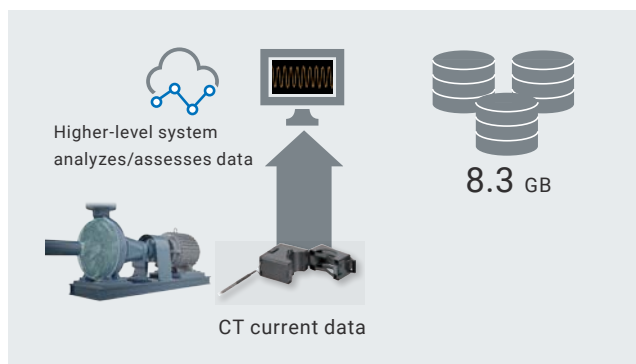 Higher-level system
analyzes/assesses data
8.3 GB
CT current data